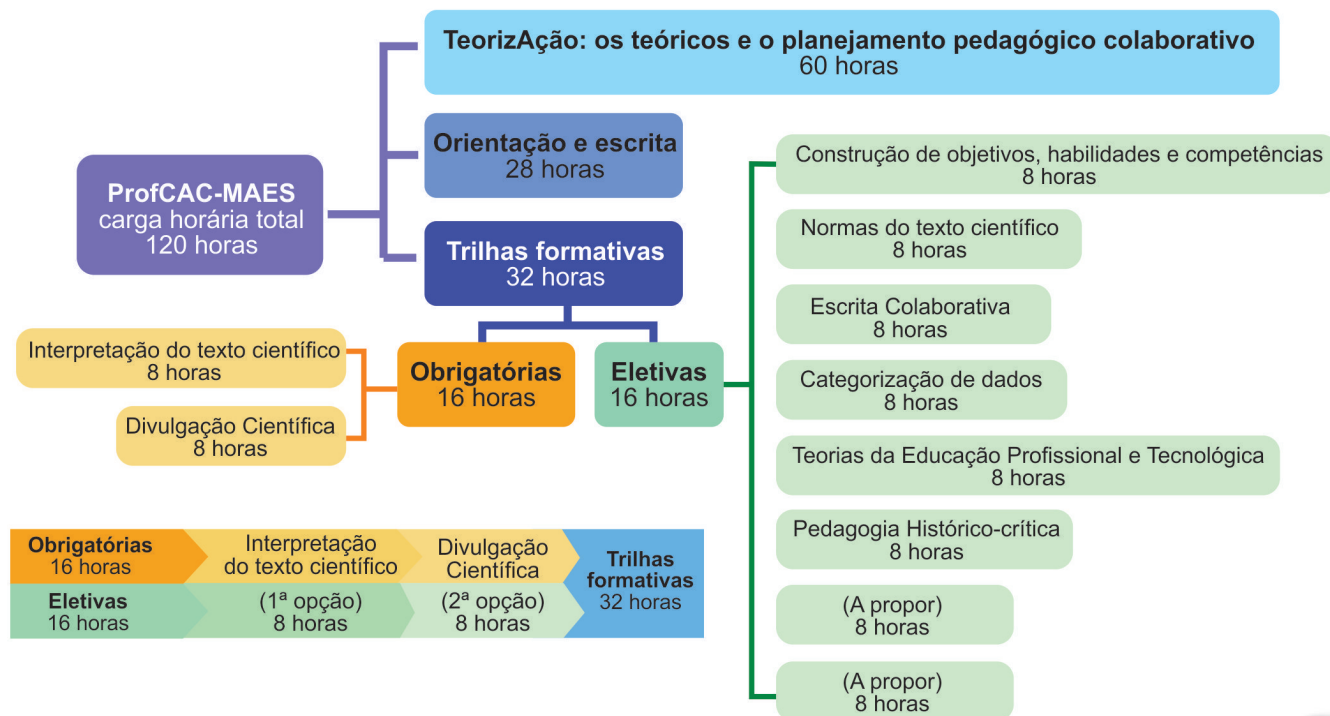 TeorizAção: os teóricos e o planejamento pedagógico colaborativo
60 horas
Orientação e escrita
28 horas
ProfCAC-MAES
carga horária total
120 horas
Trilhas formativas
32 horas
Obrigatórias
16 horas
Eletivas
16 horas
Interpretação do texto científico
8 horas
Divulgação Científica
8 horas
Construção de objetivos, habilidades e competências
8 horas
Normas do texto científico
8 horas
Escrita Colaborativa
8 horas
Categorização de dados
8 horas
Teorias da Educação Profissional e Tecnológica
8 horas
Pedagogia Histórico-crítica
8 horas
(A propor)
8 horas
(A propor)
8 horas
Obrigatórias
16 horas
Interpretação
do texto científico
Divulgação
Científica
Eletivas
16 horas
(1ª opção)
8 horas
(2ª opção)
8 horas
Trilhas
formativas
32 horas